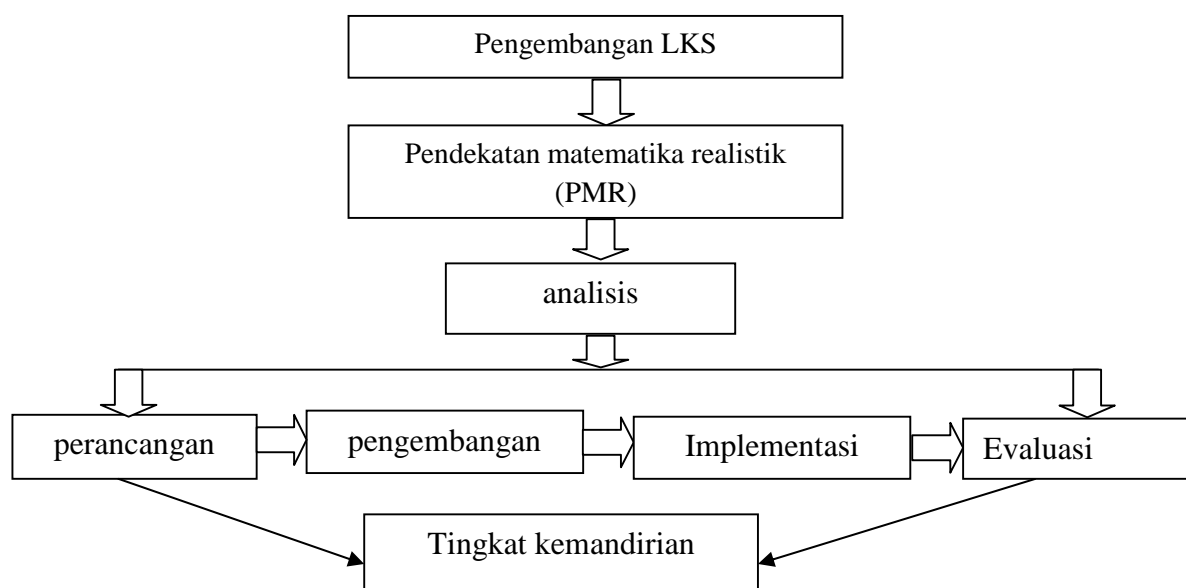 Pengembangan LKS
Pendekatan matematika realistik
(PMR)
analisis
perancangan
pengembangan
Implementasi
Evaluasi
Tingkat kemandirian